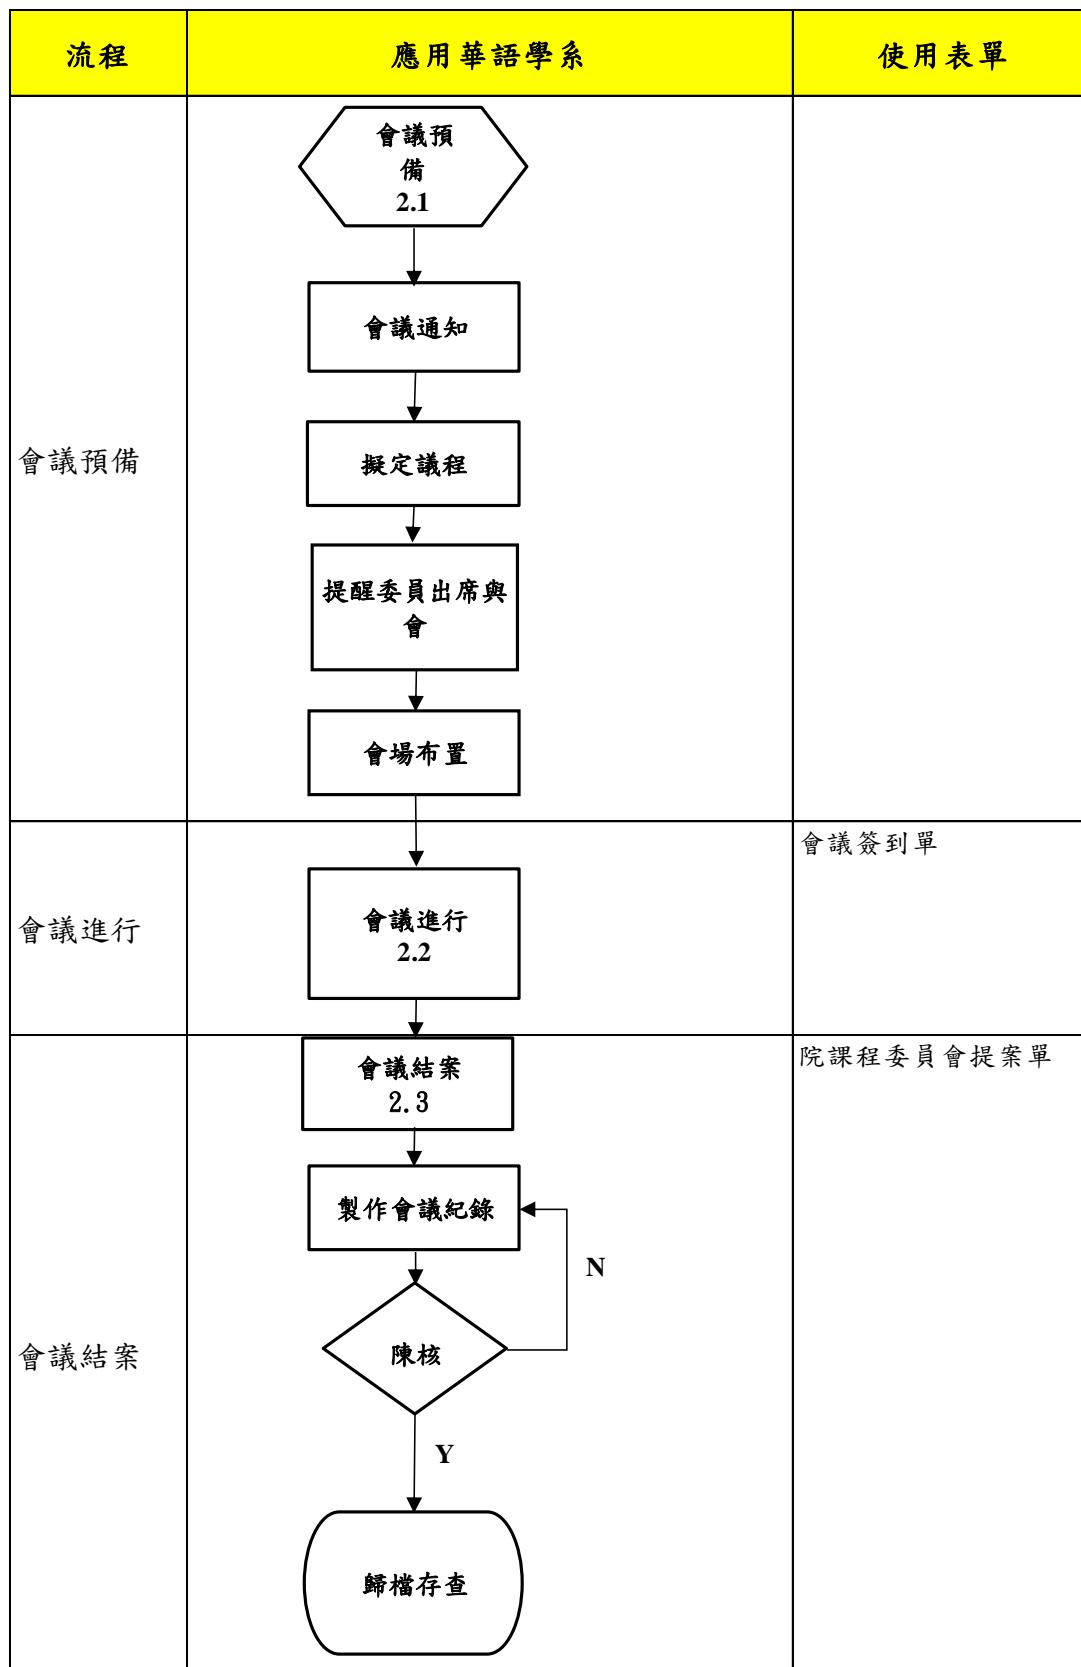 流程
應用華語學系
使用表單
會議預備
會議預
備
2.1
會議通知
擬定議程
提醒委員出席與
會
會場布置
會議進行
會議進行
2.2
會議簽到單
會議結案
會議結案
2.3
製作會議紀錄
N
陳核
Y
歸檔存查
院課程委員會提案單